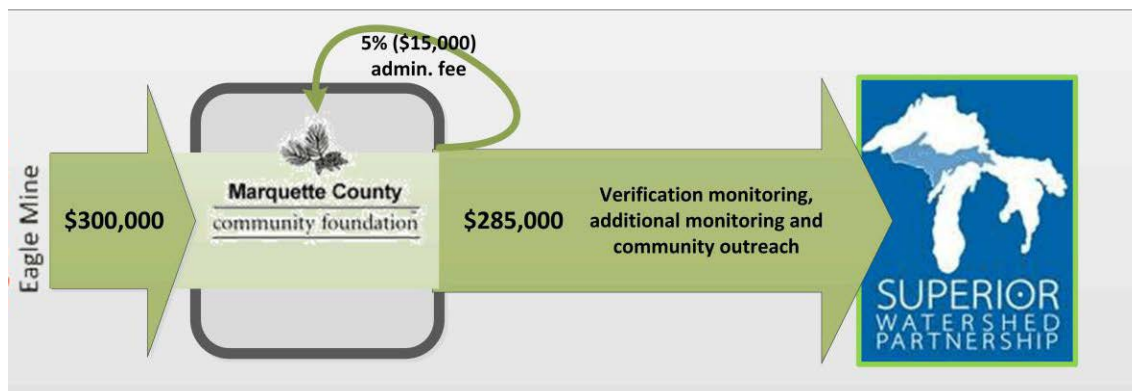 5% ($15,000)
admin. fee
Eagle Mine
$300,000
Marquette County
community foundation
$285,000
Verification monitoring,
additional monitoring and
community outreach
SUPERIOR
WATERSHED
PARTNERSHIP